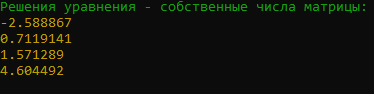 Решения уравнения - собственные числа матрицы:
-2.588867
0.7119141
1.571289
4.604492